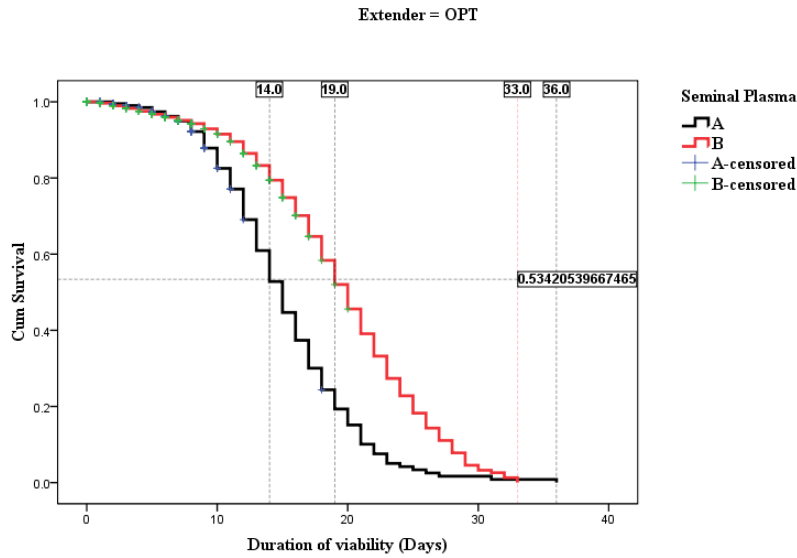 Extender = OPT
14.0 19.0 33.0 36.0
Seminal Plasma
A
B
A-censored
B-censored
1.0
0.8
0.6
0.53420539667465
0.4
0.2
0.0
Cum Survival
0 10 20 30 40
Duration of viability (Days)